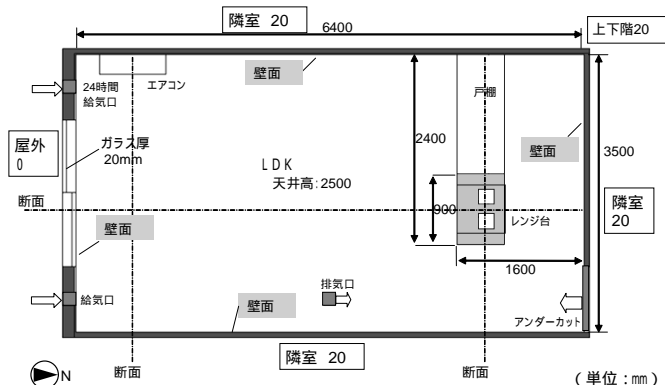 隣室 20
6400
上下階20
壁面
エアコン
戸棚
24時間
給気口
屋外
0
ガラス厚
20mm
2400
壁面
3500
LDK
天井高:2500
隣室
20
断面
900
レンジ台
壁面
1600
排気口
給気口
アンダーカット
壁面
隣室 20
N
断面
断面
(単位:㎜)